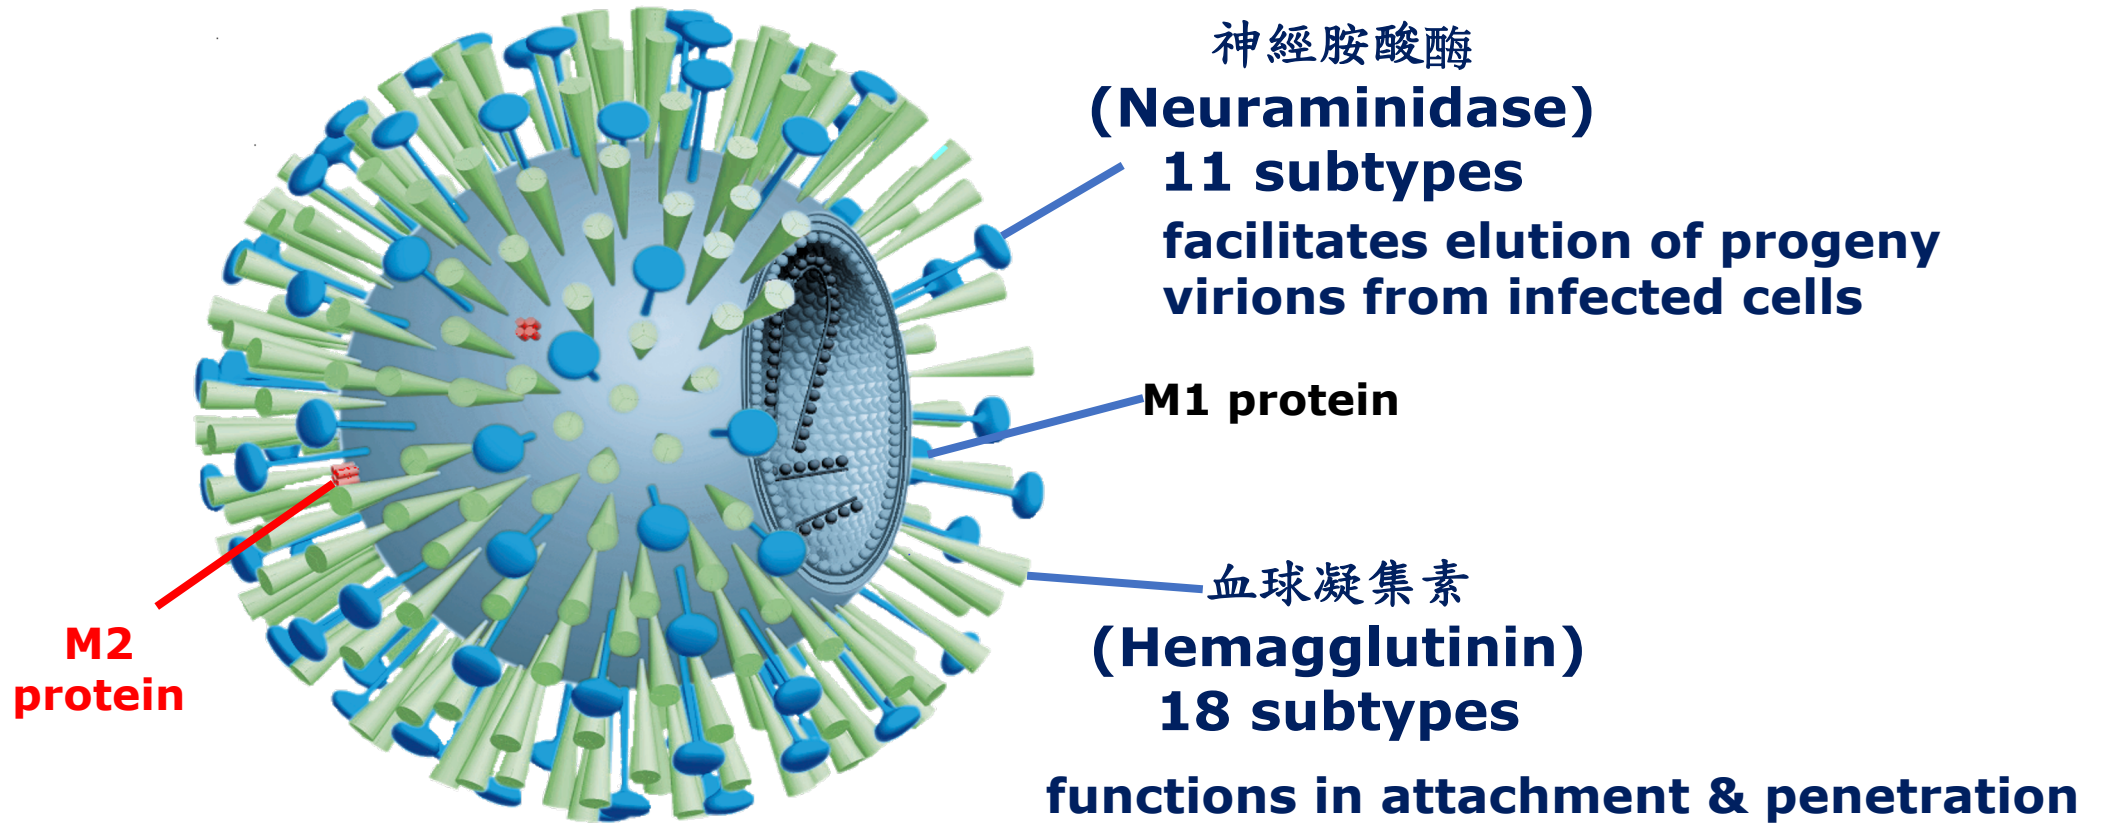 神經胺酸酶
(Neuraminidase)
11 subtypes
facilitates elution of progeny
virions from infected cells
M1 protein
血球凝集素
(Hemagglutinin)
18 subtypes
functions in attachment & penetration
M2
protein